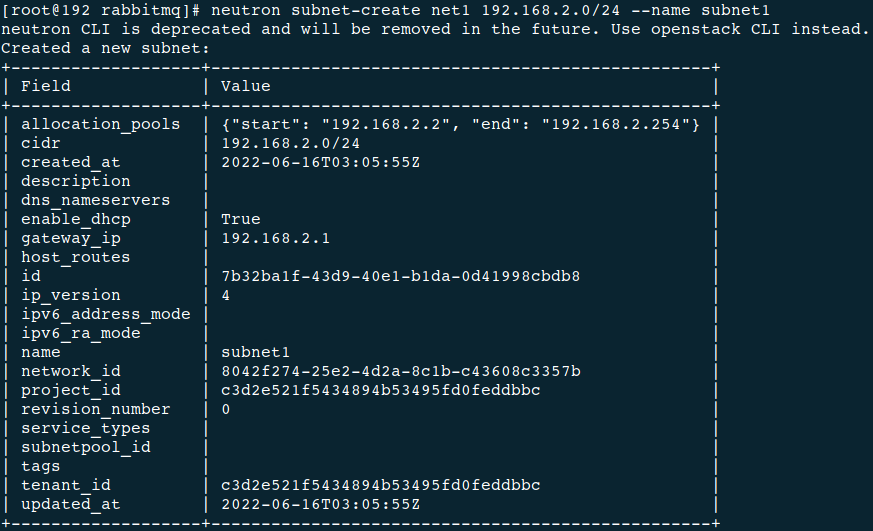 [root@192 rabbitmq]# neutron subnet-create net1 192.168.2.0/24 --name subnet1
neutron CLI is deprecated and will be removed in the future. Use openstack CLI instead.
Created a new subnet:
+-------------------+--------------------------------------------------+
| Field             | Value                                            |
+-------------------+--------------------------------------------------+
| allocation_pools  | {"start": "192.168.2.2", "end": "192.168.2.254"} |
| cidr              | 192.168.2.0/24                                   |
| created_at        | 2022-06-16T03:05:55Z                             |
| description       |                                                  |
| dns_nameservers   |                                                  |
| enable_dhcp       | True                                             |
| gateway_ip        | 192.168.2.1                                      |
| host_routes       |                                                  |
| id                | 7b32ba1f-43d9-40e1-b1da-0d41998cbdb8             |
| ip_version        | 4                                                |
| ipv6_address_mode |                                                  |
| ipv6_ra_mode      |                                                  |
| name              | subnet1                                          |
| network_id        | 8042f274-25e2-4d2a-8c1b-c43608c3357b             |
| project_id        | c3d2e521f5434894b53495fd0feddbbc                 |
| revision_number   | 0                                                |
| service_types     |                                                  |
| subnetpool_id     |                                                  |
| tags              |                                                  |
| tenant_id         | c3d2e521f5434894b53495fd0feddbbc                 |
| updated_at        | 2022-06-16T03:05:55Z                             |
+-------------------+--------------------------------------------------+